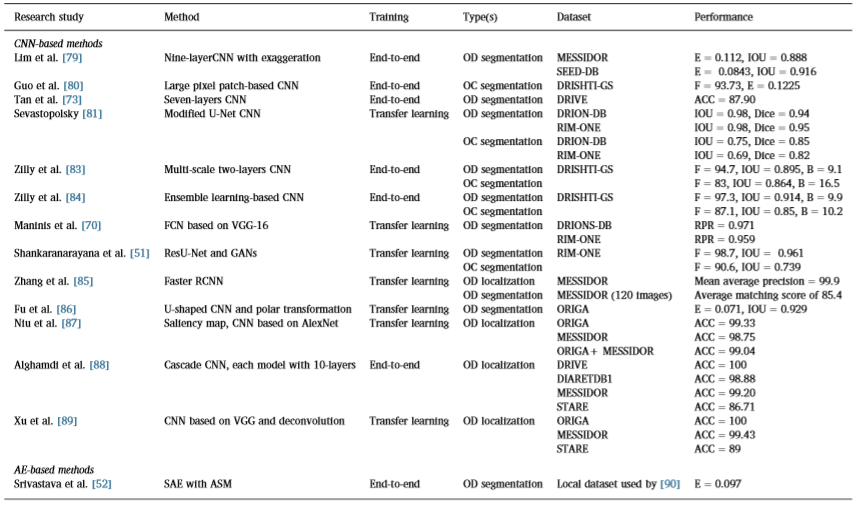 Research study Method Training Type(s) Dataset Performance
CNN-based methods
Lim et al. [79] Nine-layerCNN with exaggeration End-to-end OD segmentation MESSIDOR E = 0.112, IOU = 0.888
SEED-DB E = 0.0843, IOU = 0.916
Guo et al. [80] Large pixel patch-based CNN End-to-end OC segmentation DRISHTI-GS F = 93.73, E = 0.1225
Tan et al. [73] Seven-layers CNN End-to-end OD segmentation DRIVE ACC = 87.90
Sevastopolsky [81] Modified U-Net CNN Transfer learning OD segmentation DRION-DB IOU = 0.98, Dice = 0.94
RIM-ONE IOU = 0.98, Dice = 0.95
OC segmentation DRION-DB IOU = 0.75, Dice = 0.85
RIM-ONE IOU = 0.69, Dice = 0.82
Zilly et al. [83] Multi-scale two-layers CNN End-to-end OD segmentation DRISHTI-GS F = 94.7, IOU = 0.895, B = 9.1
OC segmentation F = 83, IOU = 0.864, B = 16.5
Zilly et al. [84] Ensemble learning-based CNN End-to-end OD segmentation DRISHTI-GS F = 97.3, IOU = 0.914, B = 9.9
OC segmentation F = 87.1, IOU = 0.85, B = 10.2
Maninis et al. [70] FCN based on VGG-16 Transfer learning OD segmentation DRIONS-DB RPR = 0.971
RIM-ONE RPR = 0.959
Shankaranarayana et al. [51] ResU-Net and GANs Transfer learning OD segmentation RIM-ONE F = 98.7, IOU = 0.961
OC segmentation F = 90.6, IOU = 0.739
Zhang et al. [85] Faster RCNN Transfer learning OD localization MESSIDOR Mean average precision = 99.9
OD segmentation MESSIDOR (120 images) Average matching score of 85.4
Fu et al. [86] U-shaped CNN and polar transformation Transfer learning OD segmentation ORIGA E = 0.071, IOU = 0.929
Niu et al. [87] Saliency map, CNN based on AlexNet Transfer learning OD localization ORIGA ACC = 99.33
MESSIDOR ACC = 98.75
ORIGA+ MESSIDOR ACC = 99.04
Alghamdi et al. [88] Cascade CNN, each model with 10-layers End-to-end OD localization DRIVE ACC = 100
DIARETDB1 ACC = 98.88
MESSIDOR ACC = 99.20
STARE ACC = 86.71
Xu et al. [89] CNN based on VGG and deconvolution Transfer learning OD localization ORIGA ACC = 100
MESSIDOR ACC = 99.43
STARE ACC = 89
AE-based methods
Srivastava et al. [52] SAE with ASM End-to-end OD segmentation Local dataset used by [90] E = 0.097